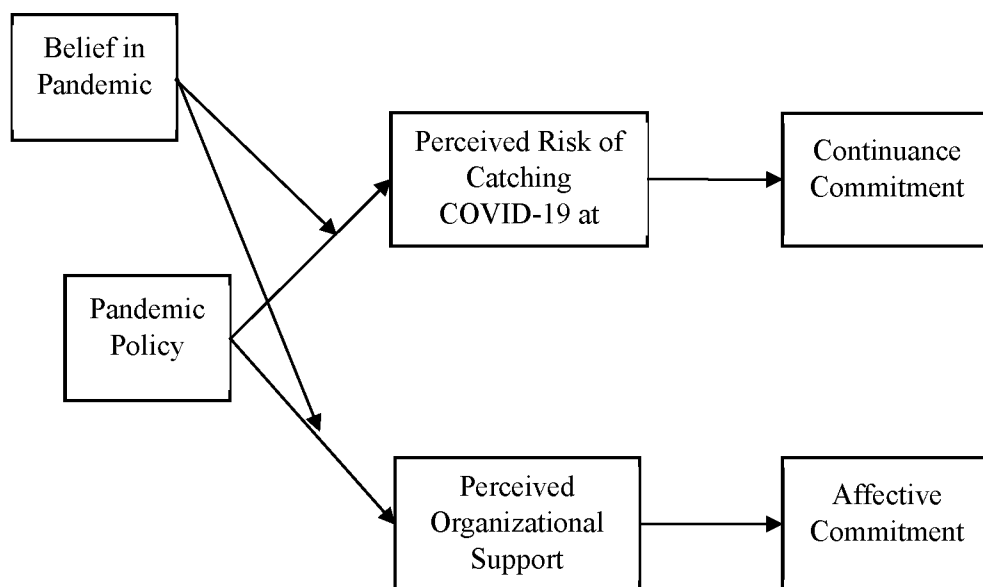 Belief in
Pandemic
Perceived Risk of
Catching
COVID-19 at
Continuance
Commitment
Pandemic
Policy
Perceived
Organizational
Support
Affective
Commitment